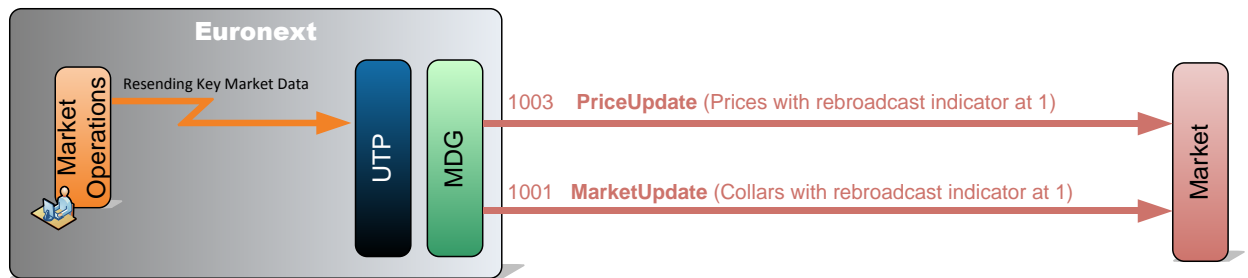 Euronext
Market
Operations
Resending Key Market Data
UTP
MDG
1003 PriceUpdate (Prices with rebroadcast indicator at 1)
1001 MarketUpdate (Collars with rebroadcast indicator at 1)
Market